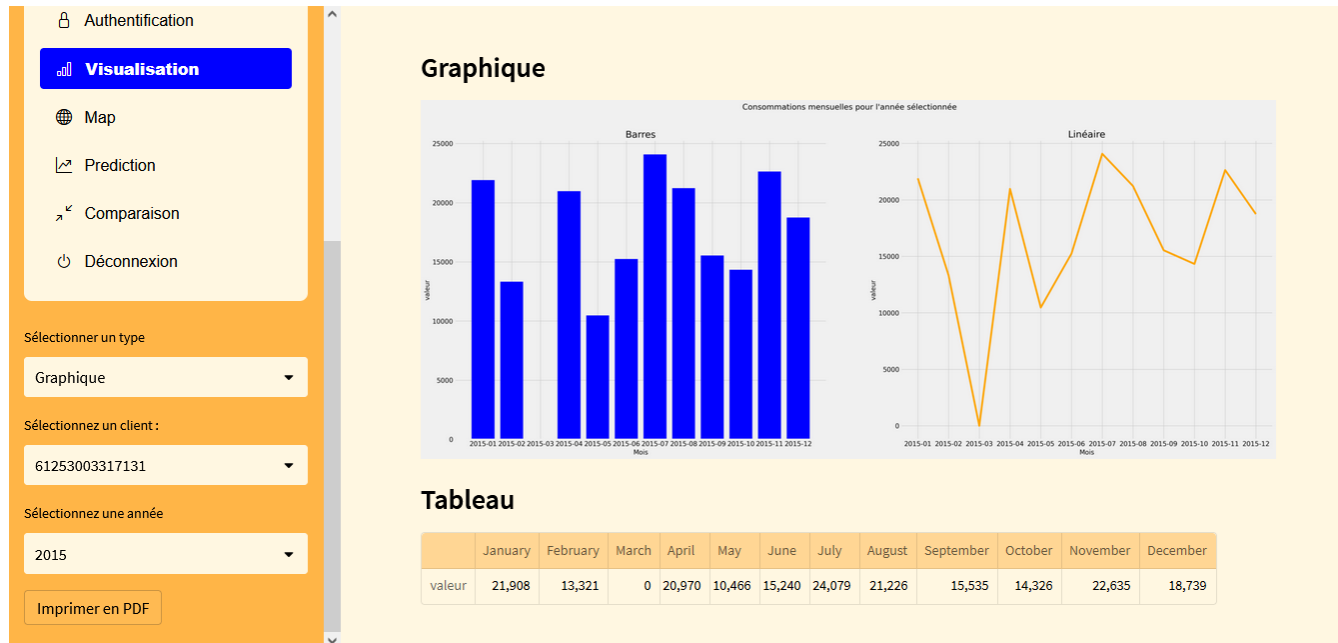 Authentification
Visualisation
Map
Prediction
Comparaison
Déconnexion
Sélectionner un type
Graphique
Sélectionnez un client :
61253003317131
Sélectionnez une année
2015
Imprimer en PDF
Graphique
Consommations mensuelles pour l'année sélectionnée
Barres
25000
20000
15000
10000
5000
0
valeur
2015-01 2015-02 2015-03 2015-04 2015-05 2015-06 2015-07 2015-08 2015-09 2015-10 2015-11 2015-12
Mois
Linéaire
25000
20000
15000
10000
5000
0
valeur
2015-01 2015-02 2015-03 2015-04 2015-05 2015-06 2015-07 2015-08 2015-09 2015-10 2015-11 2015-12
Mois
Tableau
January February March April May June July August September October November December
valeur 21,908 13,321 0 20,970 10,466 15,240 24,079 21,226 15,535 14,326 22,635 18,739